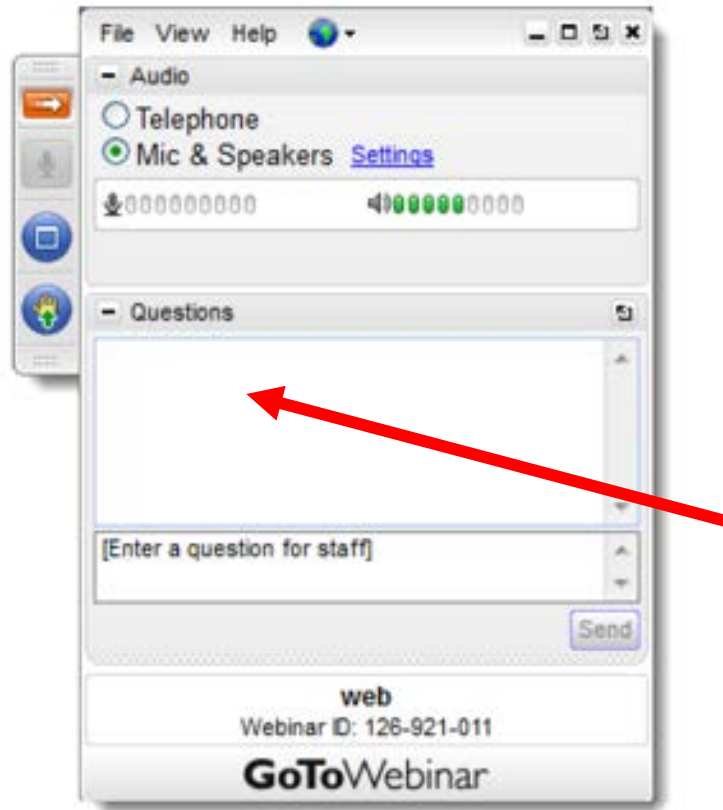 File View Help
- Audio
Telephone
Mic & Speakers Settings
- Questions
[Enter a question for staff]
Send
web
Webinar ID: 126-921-011
GoToWebinar